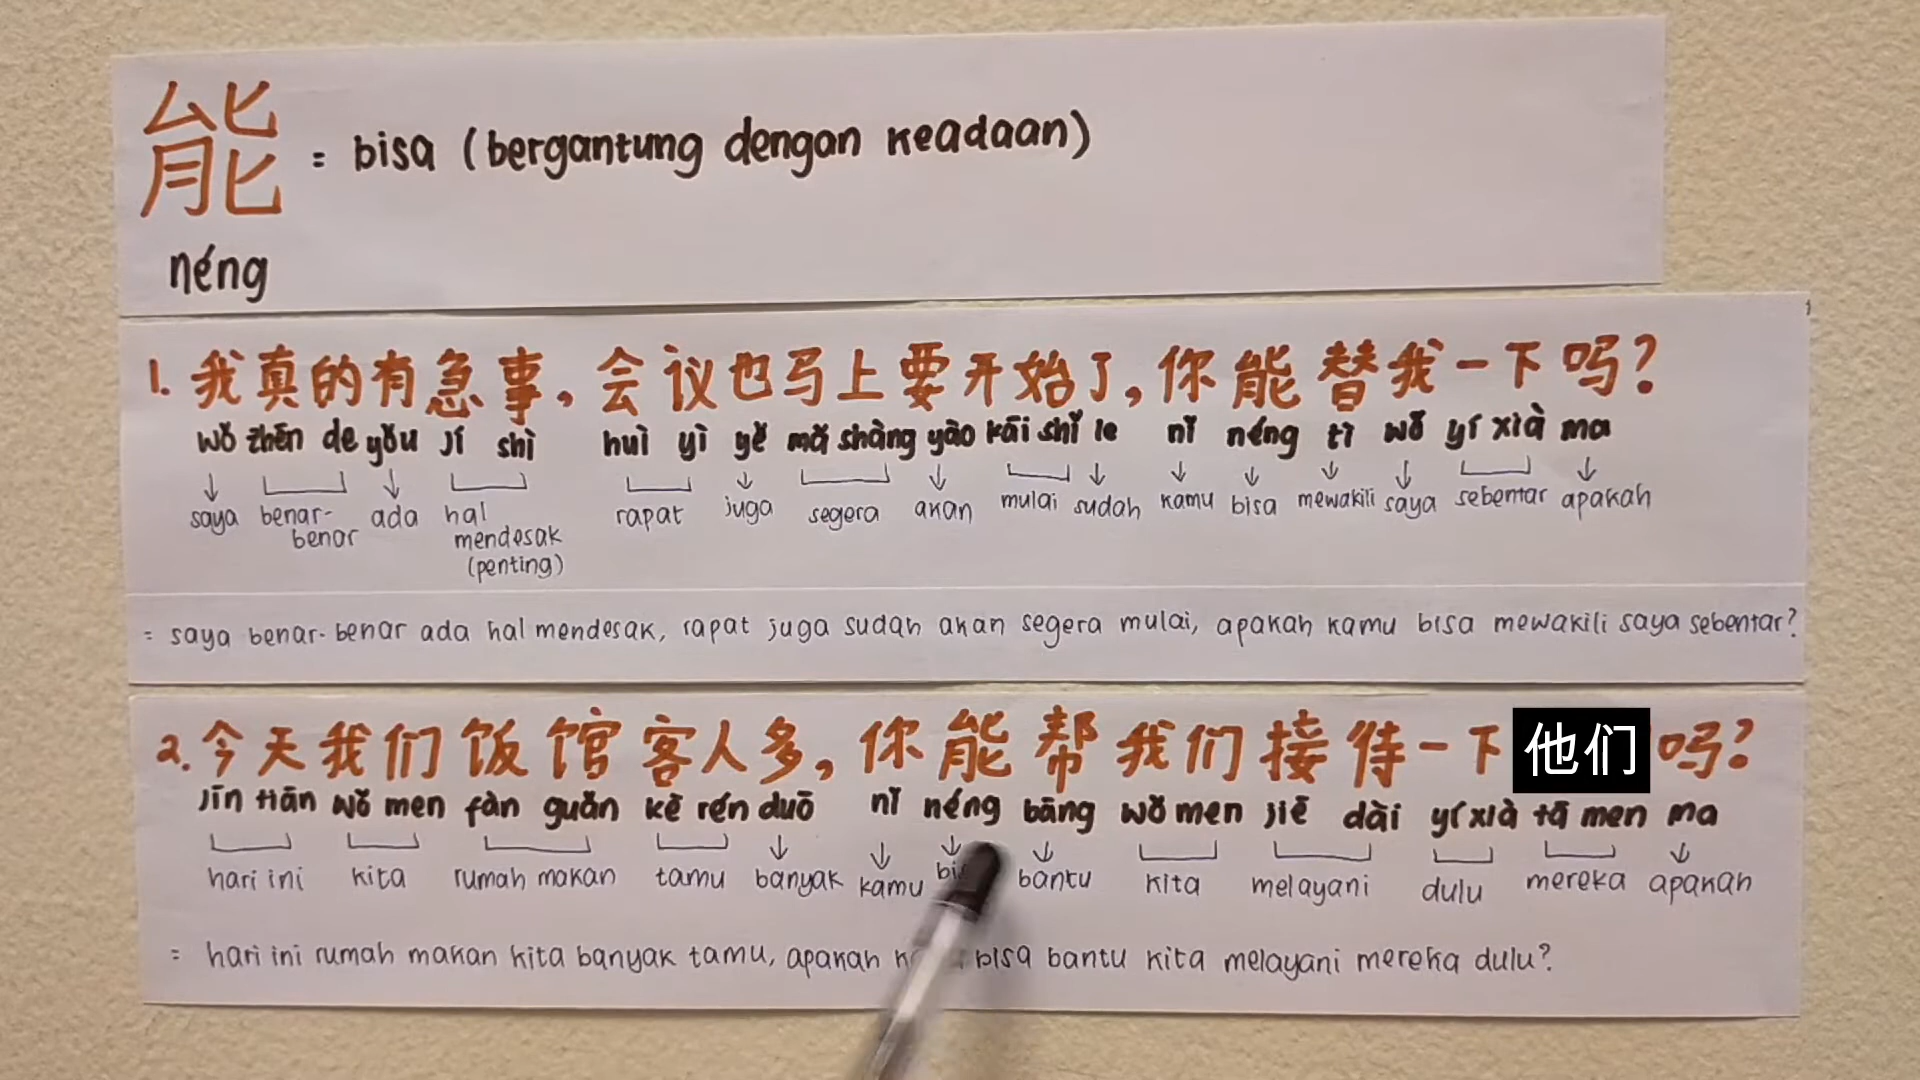 能 = bisa (bergantung dengan keadaan)
néng
1. 我真的有急事，会议也马上要开始了，你能替我一下吗？
wǒ zhēn de yǒu jí shì huì yì yě mǎ shàng yào kāi shǐ le nǐ néng tì wǒ yí xià ma
saya benar-benar ada hal mendesak (penting) rapat juga segera akan mulai sudah kamu bisa mewakili saya sebentar apakah
= saya benar-benar ada hal mendesak, rapat juga sudah akan segera mulai, apakah kamu bisa mewakili saya sebentar?
2. 今天我们饭馆客人多，你能帮我们接待一下他们吗？
jīn tiān wǒ men fàn guǎn kè rén duō nǐ néng bāng wǒ men jiē dài yí xià tā men ma
hari ini kita rumah makan tamu banyak kamu bantu kita melayani dulu mereka apakah
= hari ini rumah makan kita banyak tamu, apakah bisa bantu kita melayani mereka dulu?